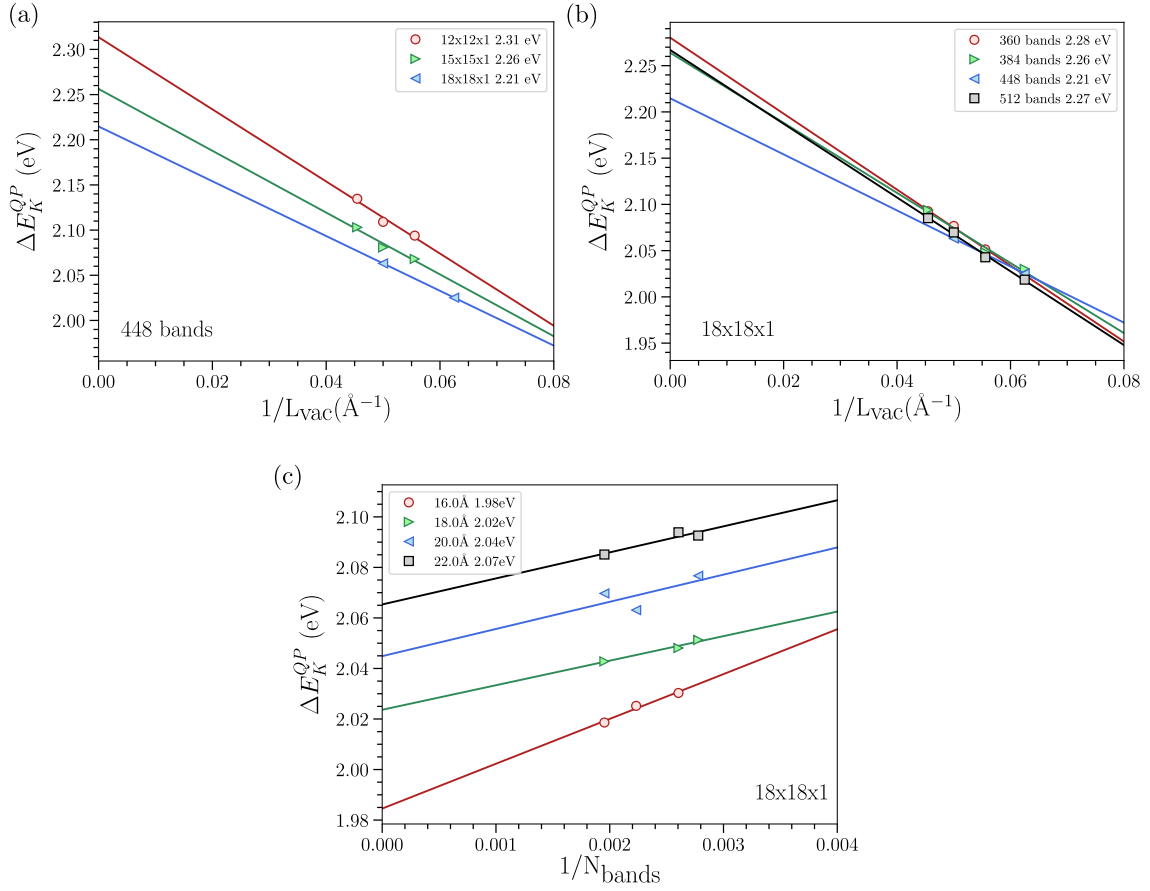 (a)
ΔE_K^{QP} (eV)
2.30
2.25
2.20
2.15
2.10
2.05
2.00
12x12x1 2.31 eV
15x15x1 2.26 eV
18x18x1 2.21 eV
448 bands
0.00 0.02 0.04 0.06 0.08
1/L_vac(Å⁻¹)
(b)
ΔE_K^{QP} (eV)
2.25
2.20
2.15
2.10
2.05
2.00
1.95
360 bands 2.28 eV
384 bands 2.26 eV
448 bands 2.21 eV
512 bands 2.27 eV
18x18x1
0.00 0.02 0.04 0.06 0.08
1/L_vac(Å⁻¹)
(c)
ΔE_K^{QP} (eV)
2.10
2.08
2.06
2.04
2.02
2.00
1.98
16.0Å 1.98eV
18.0Å 2.02eV
20.0Å 2.04eV
22.0Å 2.07eV
18x18x1
0.000 0.001 0.002 0.003 0.004
1/N_bands